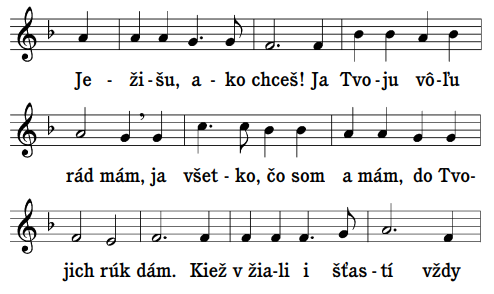 Je - ži - šu, a - ko chceš! Ja Tvo - ju vô - ľu
rád mám, ja všet - ko, čo som a mám, do Tvo-
jich rúk dám. Kiež v žia - li i šťas - tí vždy